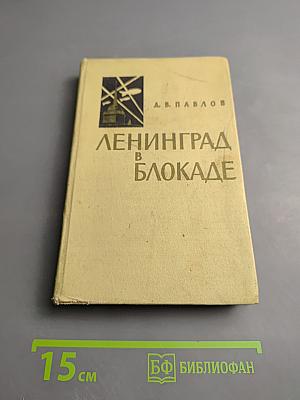 Д. В. ПАВЛОВ
ЛЕНИНГРАД
В
БЛОКАДЕ
15 см
БФ БИБЛИОФАН